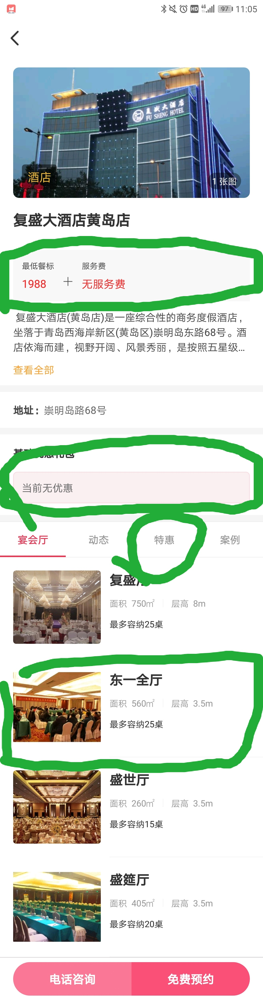 HD 4G 97 11:05
复盛大酒店
FU SHENG HOTEL
酒店
1 张图
复盛大酒店黄岛店
最低餐标 服务费
1988 + 无服务费
复盛大酒店(黄岛店)是一座综合性的商务度假酒店，
坐落于青岛西海岸新区(黄岛区)崇明岛东路68号。酒
店依海而建，视野开阔、风景秀丽，是按照五星级...
查看全部
地址：崇明岛路68号
当前无优惠
宴会厅 动态 特惠 案例
复盛厅
面积 750㎡ 层高 8m
最多容纳25桌
东一全厅
面积 560㎡ 层高 3.5m
最多容纳25桌
盛世厅
面积 260㎡ 层高 3.5m
最多容纳15桌
盛筵厅
面积 405㎡ 层高 3.5m
最多容纳20桌
电话咨询 免费预约